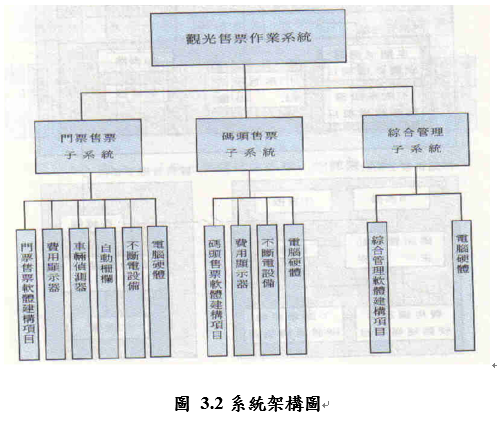 觀光售票作業系統
門票售票
子系統
碼頭售票
子系統
綜合管理
子系統
門票售票軟體建構項目
費用顯示器
車輛偵測器
自動柵欄
不斷電設備
電腦硬體
碼頭售票軟體建構項目
費用顯示器
不斷電設備
電腦硬體
綜合管理軟體建構項目
電腦硬體
圖 3.2 系統架構圖